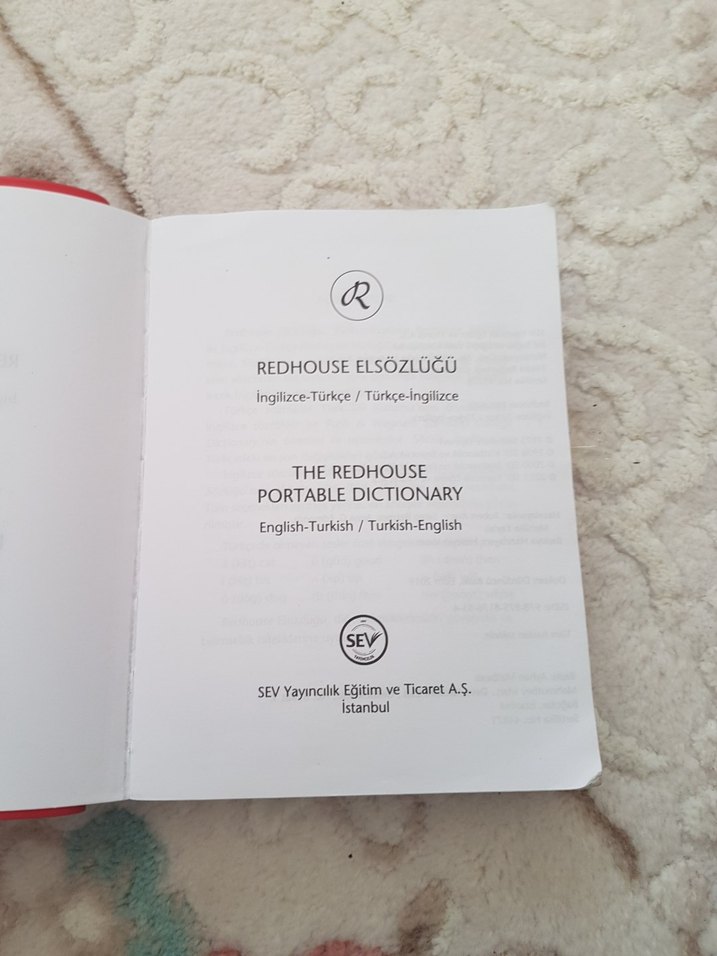 R
REDHOUSE ELSÖZLÜĞÜ
İngilizce-Türkçe / Türkçe-İngilizce
THE REDHOUSE
PORTABLE DICTIONARY
English-Turkish / Turkish-English
SEV
YAYINCILIK
SEV Yayıncılık Eğitim ve Ticaret A.Ş.
İstanbul